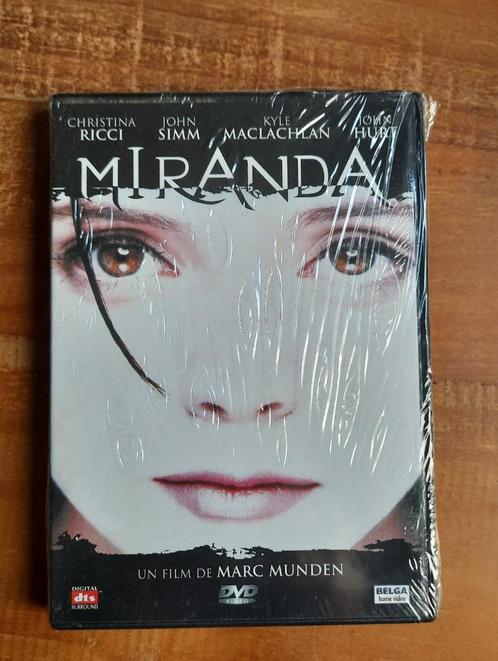 CHRISTINA RICCI JOHN SIMM KYLE MACLACHLAN JOHN HURT
MIRANDA
UN FILM DE MARC MUNDEN
DIGITAL
dts
SURROUND
DVD
VIDEO
BELGA
home video